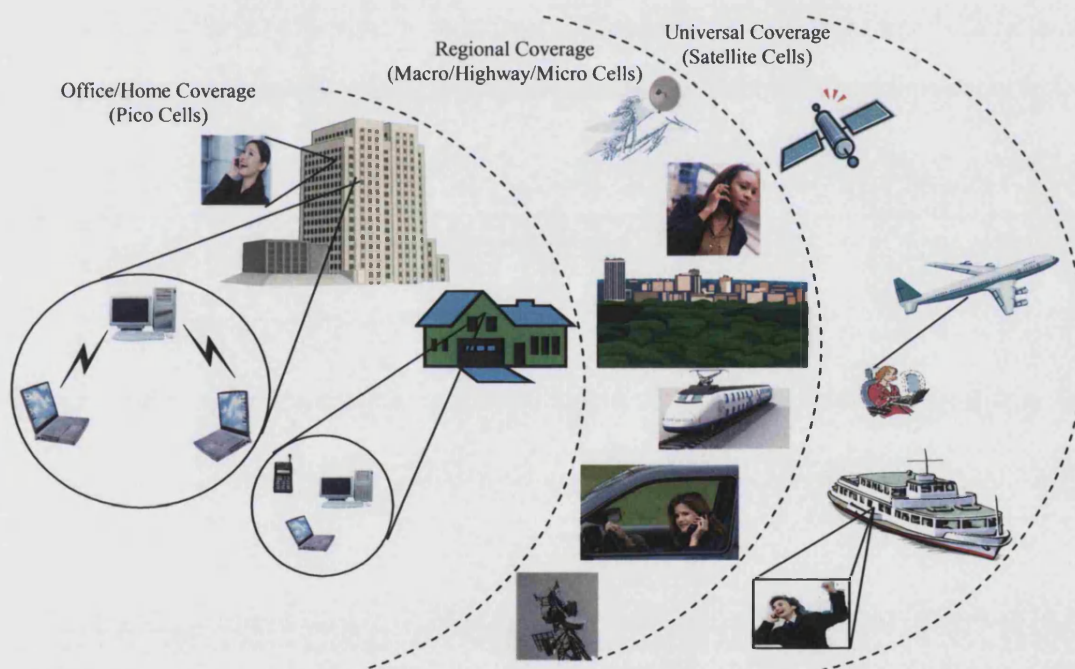 Office/Home Coverage
(Pico Cells)
Regional Coverage
(Macro/Highway/Micro Cells)
Universal Coverage
(Satellite Cells)